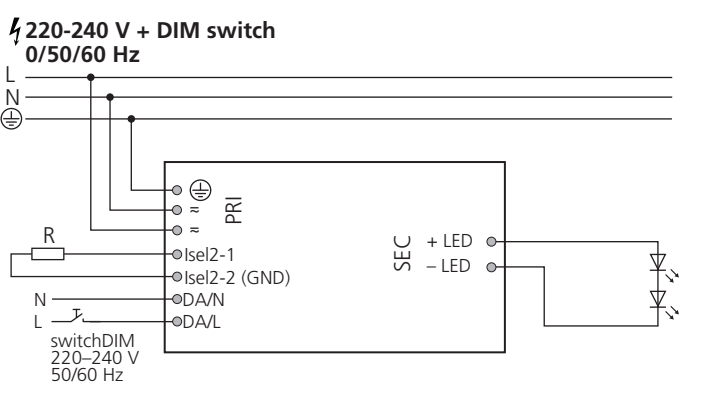 220-240 V + DIM switch
0/50/60 Hz
L
N
PRI
≈
≈
R
Isel2-1
Isel2-2 (GND)
N
DA/N
L
DA/L
switchDIM
220–240 V
50/60 Hz
SEC
+ LED
– LED